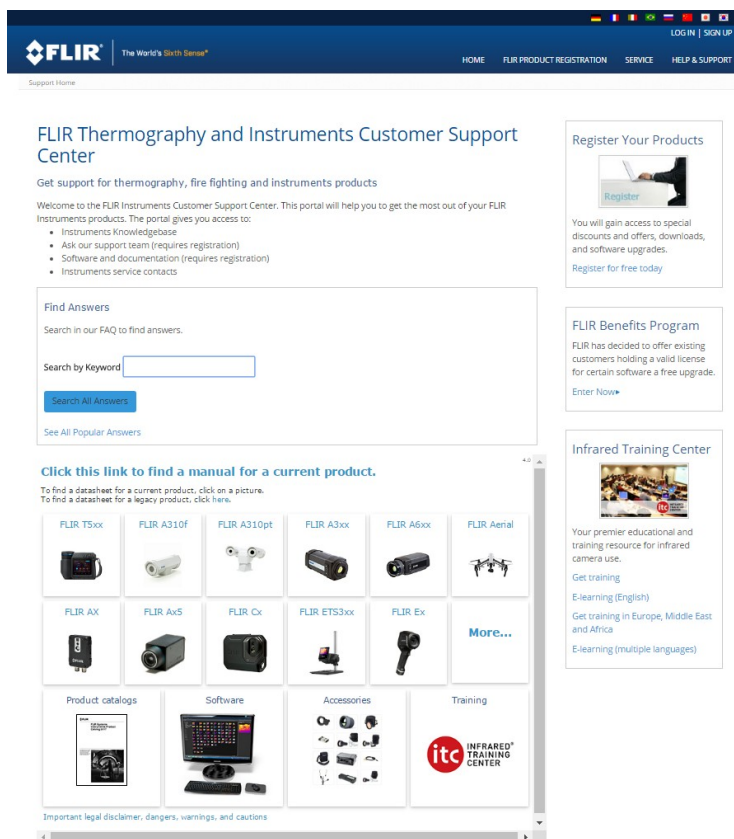 LOG IN | SIGN UP
FLIR®
The World's Sixth Sense®
HOME FLIR PRODUCT REGISTRATION SERVICE HELP & SUPPORT
Support Home
FLIR Thermography and Instruments Customer Support
Center
Get support for thermography, fire fighting and instruments products
Welcome to the FLIR Instruments Customer Support Center. This portal will help you to get the most out of your FLIR
Instruments products. The portal gives you access to:
• Instruments Knowledgebase
• Ask our support team (requires registration)
• Software and documentation (requires registration)
• Instruments service contacts
Find Answers
Search in our FAQ to find answers.
Search by Keyword
Search All Answers
See All Popular Answers
4.0
Click this link to find a manual for a current product.
To find a datasheet for a current product, click on a picture.
To find a datasheet for a legacy product, click here.
FLIR T5xx FLIR A310f FLIR A310pt FLIR A3xx FLIR A6xx FLIR Aerial
FLIR AX FLIR Ax5 FLIR Cx FLIR ETS3xx FLIR Ex
More...
Product catalogs Software Accessories Training
itc INFRARED®
TRAINING
CENTER
Important legal disclaimer, dangers, warnings, and cautions
Register Your Products
Register
You will gain access to special
discounts and offers, downloads,
and software upgrades.
Register for free today
FLIR Benefits Program
FLIR has decided to offer existing
customers holding a valid license
for certain software a free upgrade.
Enter Now▸
Infrared Training Center
itc INFRARED
TRAINING
CENTER
Your premier educational and
training resource for infrared
camera use.
Get training
E-learning (English)
Get training in Europe, Middle East
and Africa
E-learning (multiple languages)